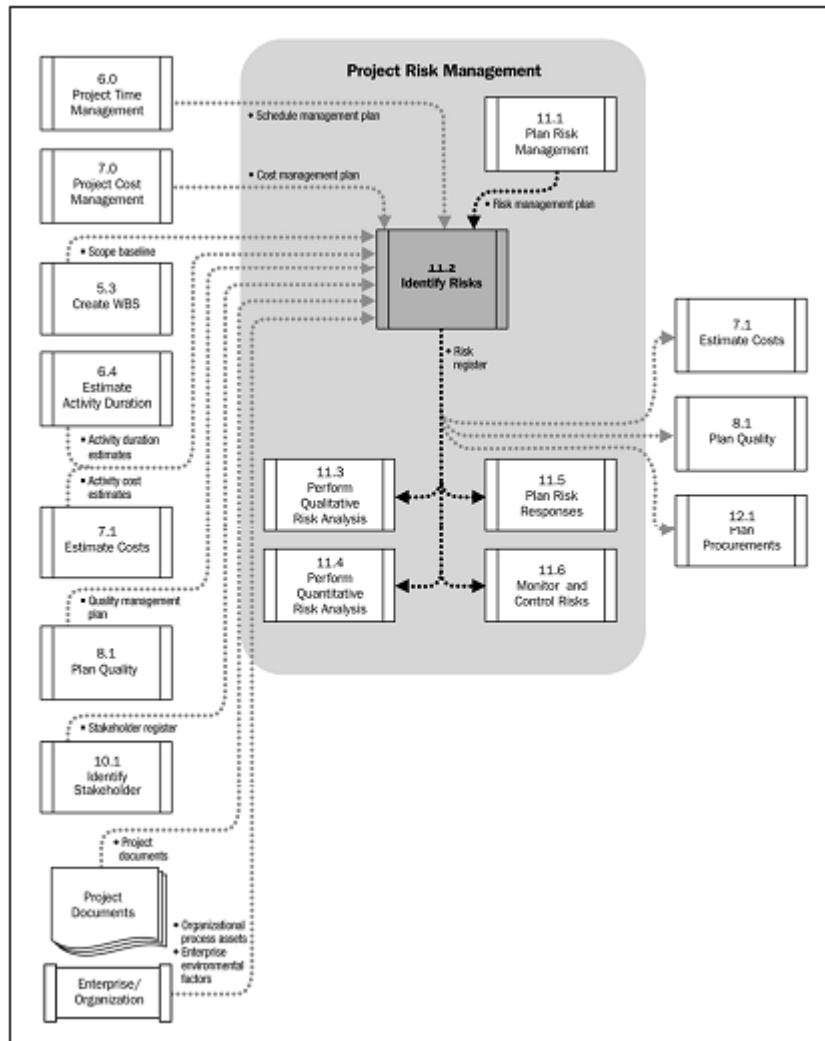 Project Risk Management
6.0
Project Time
Management
• Schedule management plan
11.1
Plan Risk
Management
7.0
Project Cost
Management
• Cost management plan
• Risk management plan
• Scope baseline
11.2
Identify Risks
5.3
Create WBS
• Risk
register
7.1
Estimate Costs
6.4
Estimate
Activity Duration
8.1
Plan Quality
• Activity duration
estimates
• Activity cost
estimates
11.3
Perform
Qualitative
Risk Analysis
11.5
Plan Risk
Responses
12.1
Plan
Procurements
7.1
Estimate Costs
11.4
Perform
Quantitative
Risk Analysis
11.6
Monitor and
Control Risks
• Quality management
plan
8.1
Plan Quality
• Stakeholder register
10.1
Identify
Stakeholder
• Project
documents
Project
Documents
• Organizational
process assets
• Enterprise
environmental
factors
Enterprise/
Organization